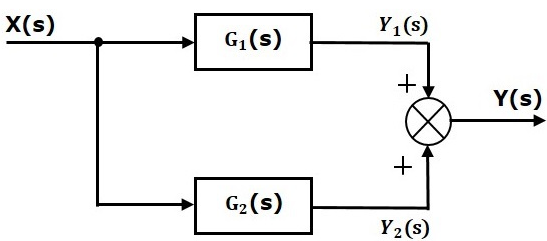 X(s)
G₁(s)
Y₁(s)
+
Y(s)
+
G₂(s)
Y₂(s)